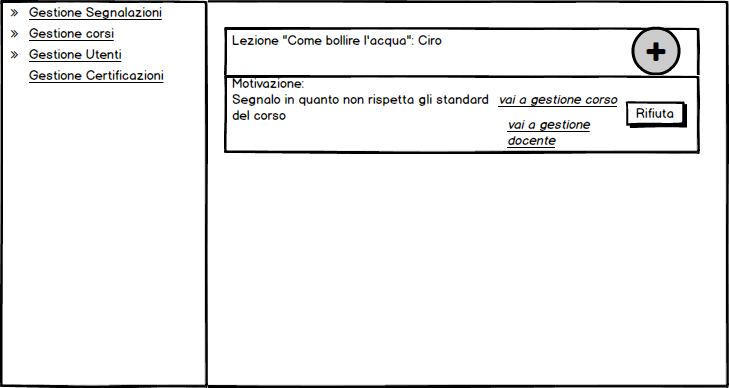 » Gestione Segnalazioni
» Gestione corsi
» Gestione Utenti
Gestione Certificazioni
Lezione "Come bollire l'acqua": Ciro
+
Motivazione:
Segnalo in quanto non rispetta gli standard
del corso
vai a gestione corso
vai a gestione
docente
Rifiuta